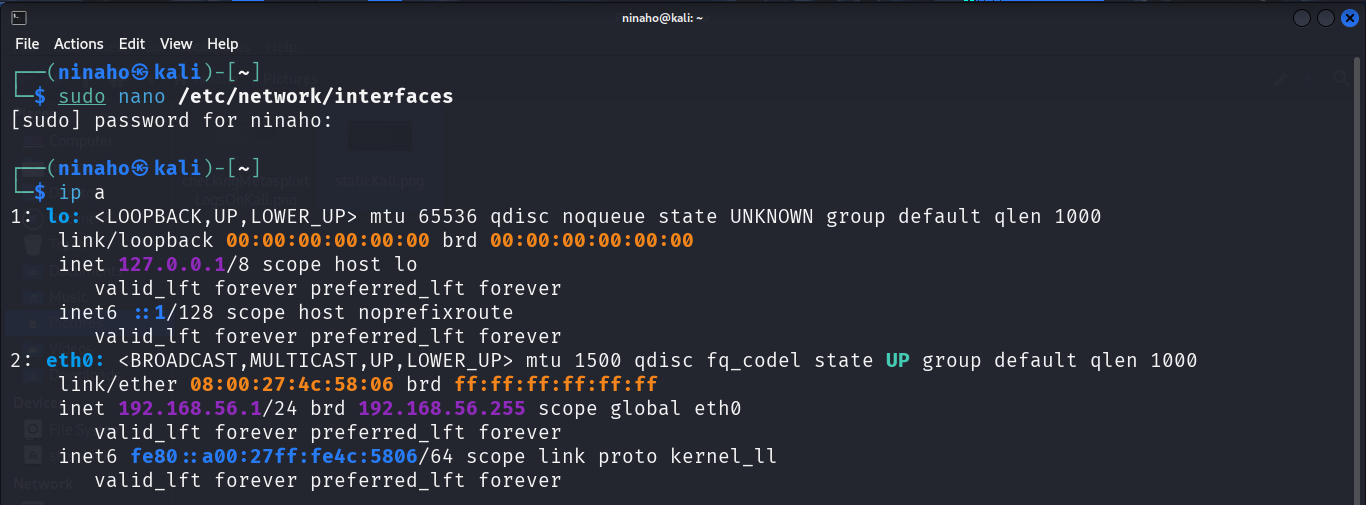 ninaho@kali: ~
File Actions Edit View Help
┌──(ninaho㉿kali)-[~]
└─$ sudo nano /etc/network/interfaces
[sudo] password for ninaho:
┌──(ninaho㉿kali)-[~]
└─$ ip a
1: lo: <LOOPBACK,UP,LOWER_UP> mtu 65536 qdisc noqueue state UNKNOWN group default qlen 1000
link/loopback 00:00:00:00:00:00 brd 00:00:00:00:00:00
inet 127.0.0.1/8 scope host lo
valid_lft forever preferred_lft forever
inet6 ::1/128 scope host noprefixroute
valid_lft forever preferred_lft forever
2: eth0: <BROADCAST,MULTICAST,UP,LOWER_UP> mtu 1500 qdisc fq_codel state UP group default qlen 1000
link/ether 08:00:27:4c:58:06 brd ff:ff:ff:ff:ff:ff
inet 192.168.56.1/24 brd 192.168.56.255 scope global eth0
valid_lft forever preferred_lft forever
inet6 fe80::a00:27ff:fe4c:5806/64 scope link proto kernel_ll
valid_lft forever preferred_lft forever